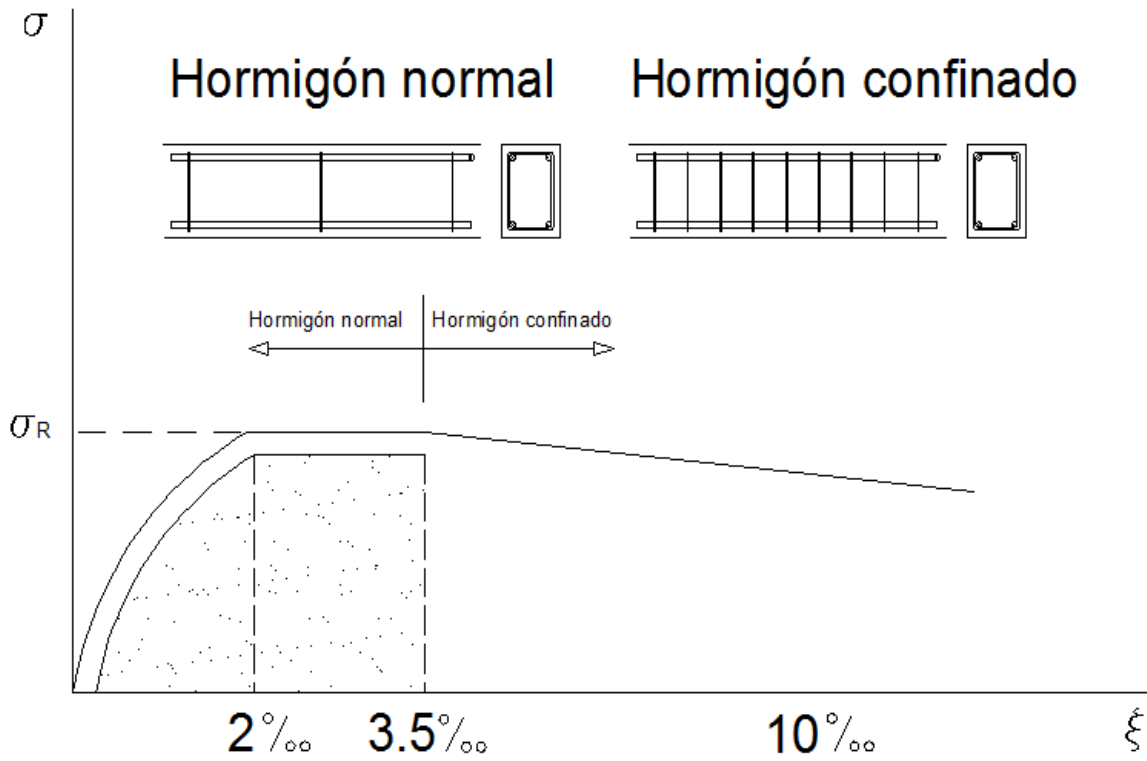 σ
Hormigón normal
Hormigón confinado
Hormigón normal
Hormigón confinado
σR
2‰
3.5‰
10‰
ξ